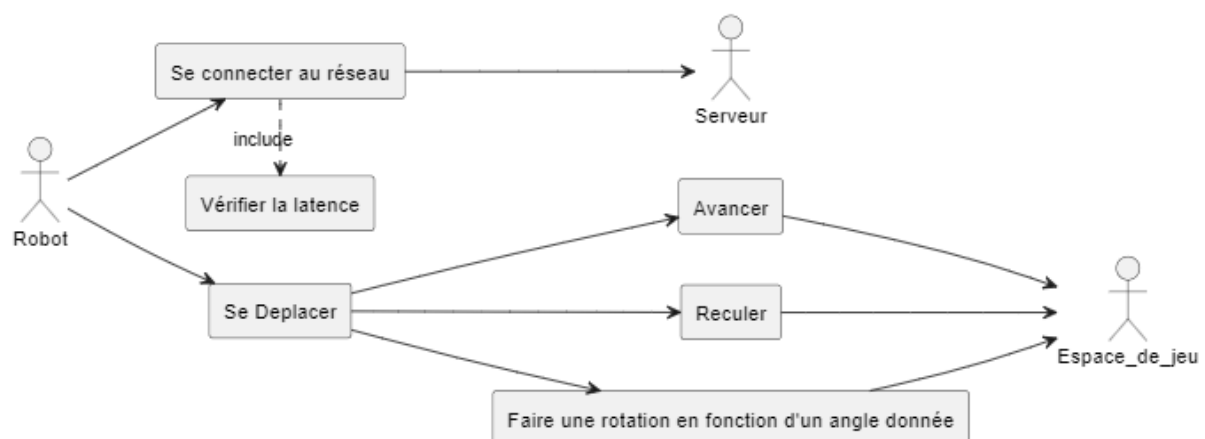 Se connecter au réseau
Serveur
include
Vérifier la latence
Robot
Avancer
Se Deplacer
Reculer
Espace_de_jeu
Faire une rotation en fonction d'un angle donnée